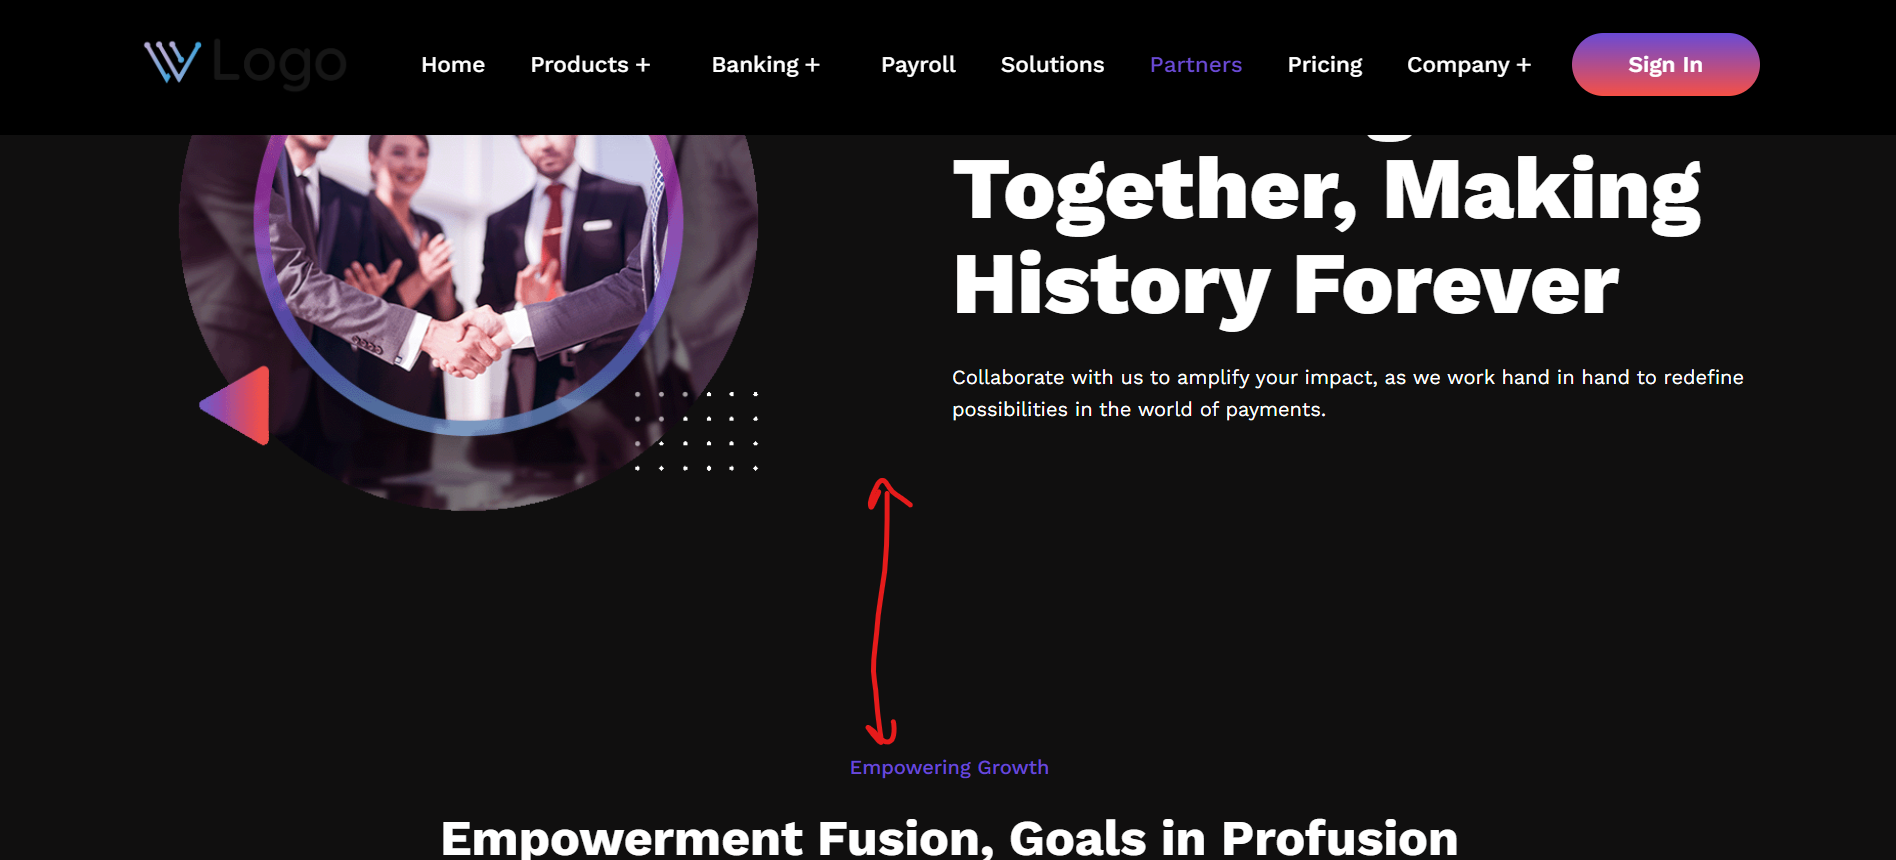 Logo
Home Products + Banking + Payroll Solutions Partners Pricing Company + Sign In
Together, Making
History Forever
Collaborate with us to amplify your impact, as we work hand in hand to redefine
possibilities in the world of payments.
Empowering Growth
Empowerment Fusion, Goals in Profusion